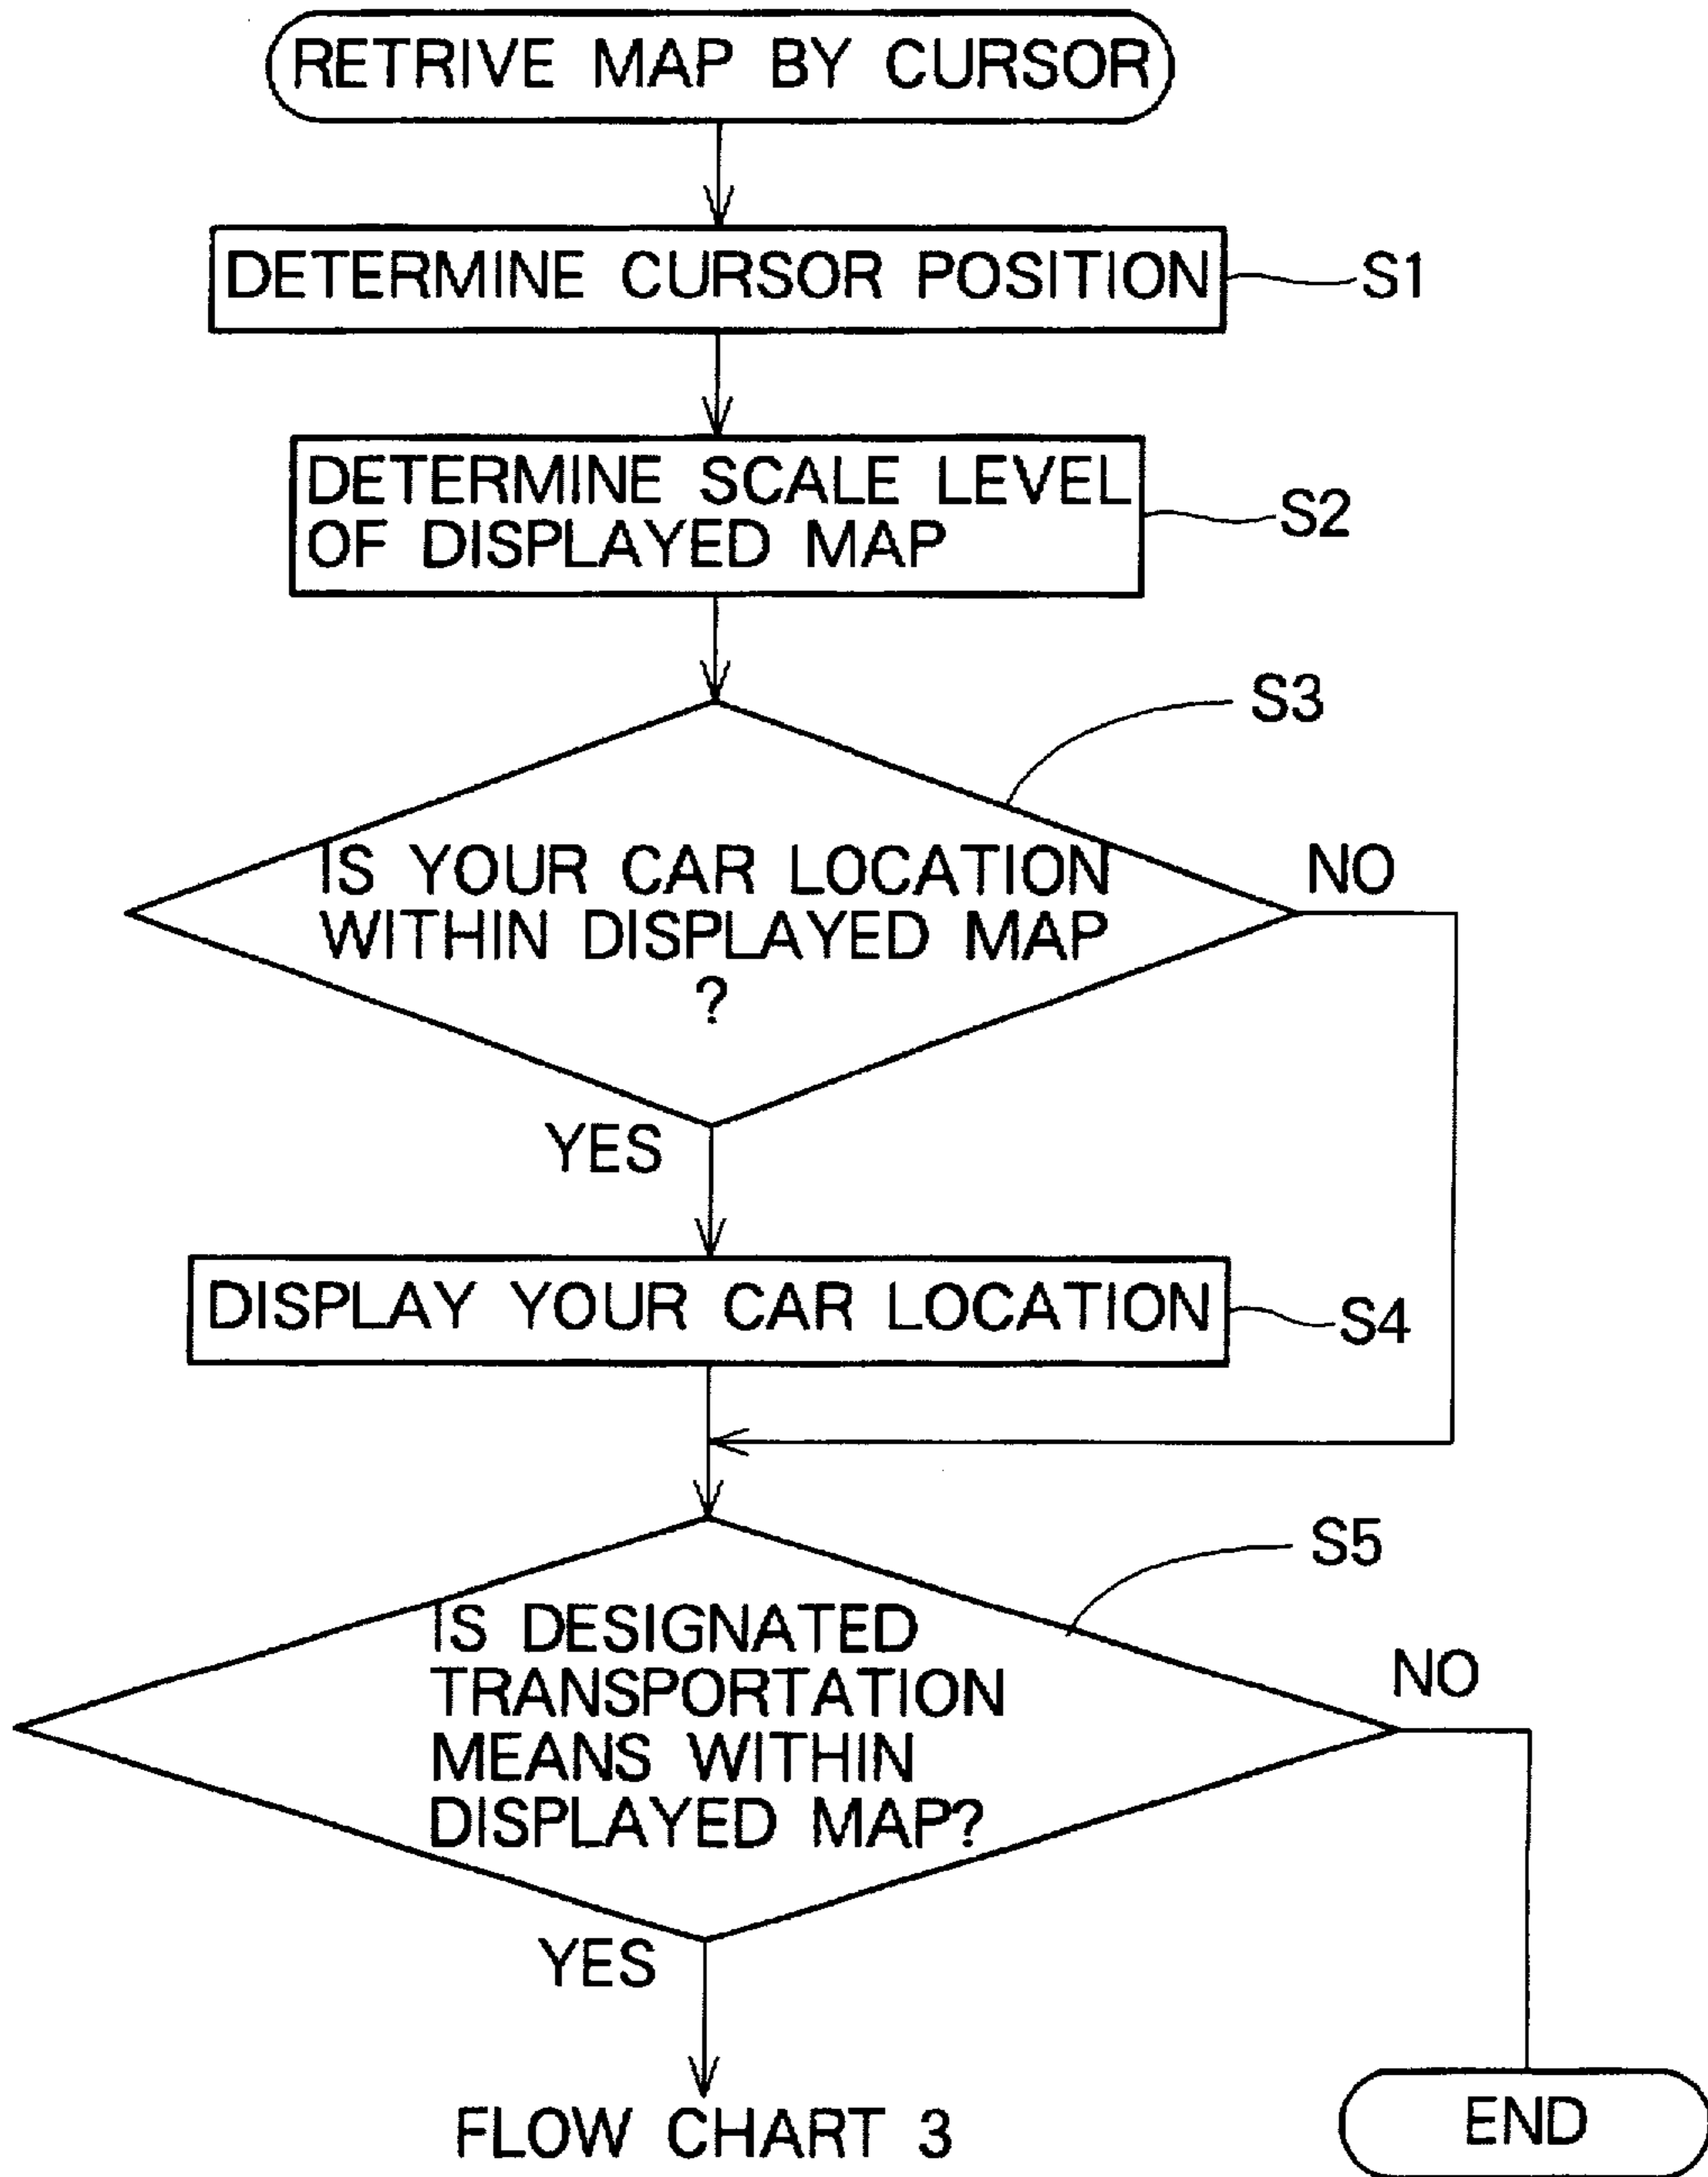 RETRIVE MAP BY CURSOR
DETERMINE CURSOR POSITION
S1
DETERMINE SCALE LEVEL
OF DISPLAYED MAP
S2
S3
IS YOUR CAR LOCATION
WITHIN DISPLAYED MAP
?
NO
YES
DISPLAY YOUR CAR LOCATION
S4
S5
IS DESIGNATED
TRANSPORTATION
MEANS WITHIN
DISPLAYED MAP?
NO
YES
FLOW CHART 3
END